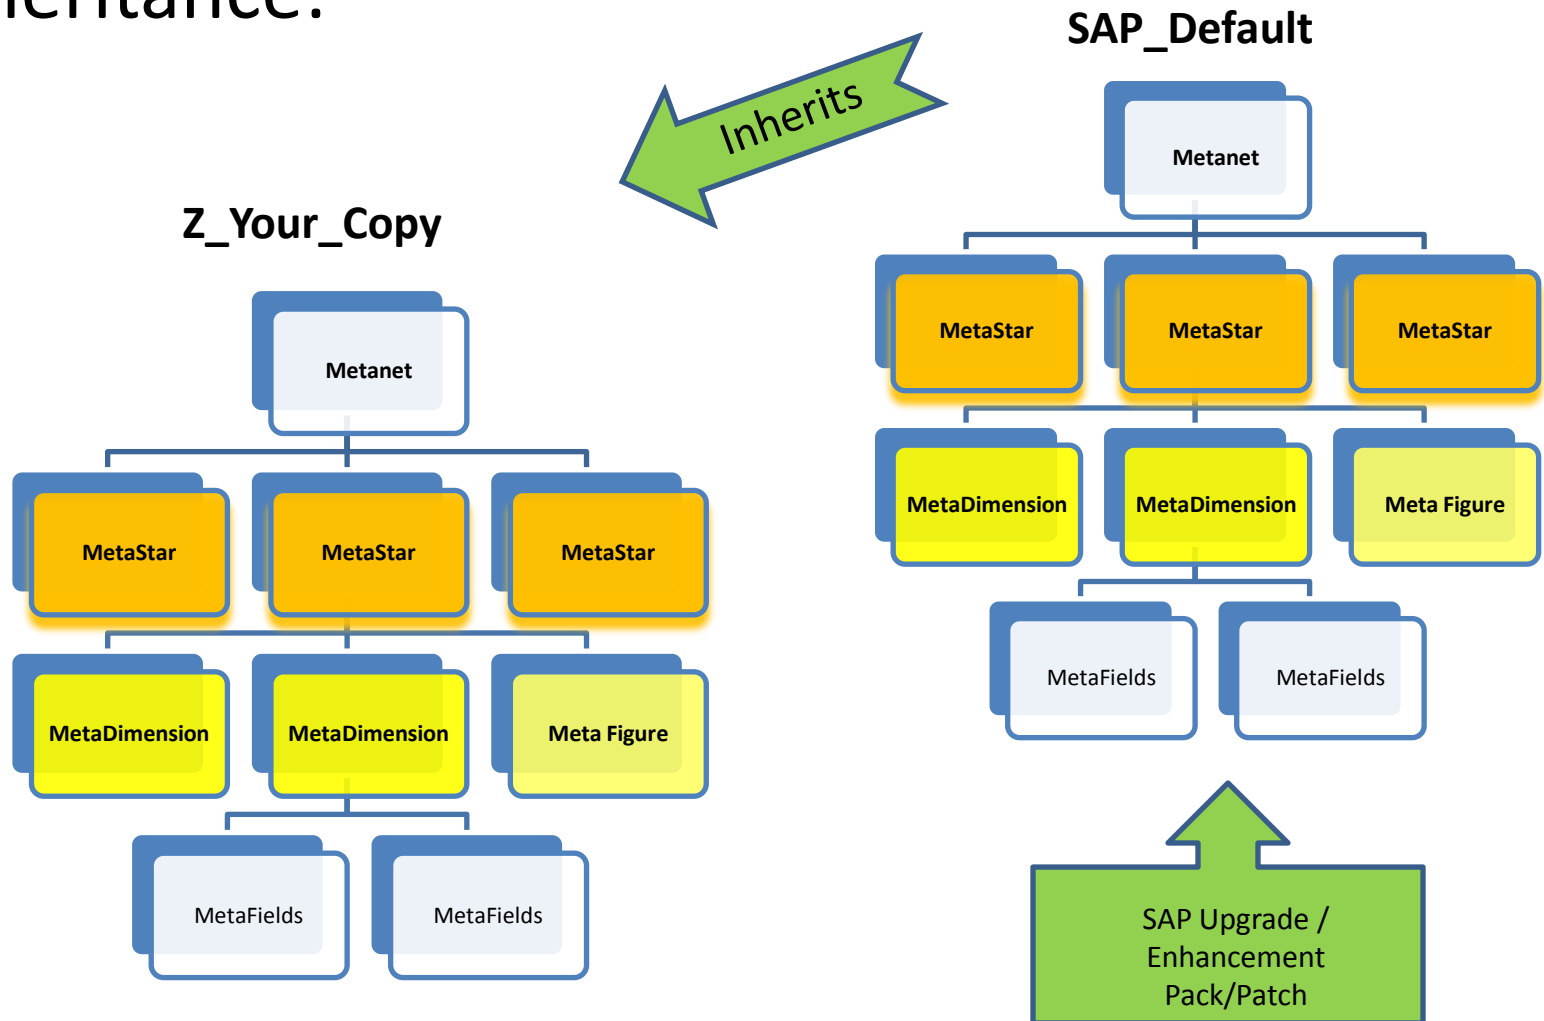 SAP_Default
Inherits
Metanet
Z_Your_Copy
MetaStar
MetaStar
MetaStar
Metanet
MetaDimension
MetaDimension
Meta Figure
MetaStar
MetaStar
MetaStar
MetaFields
MetaFields
MetaDimension
MetaDimension
Meta Figure
MetaFields
MetaFields
SAP Upgrade /
Enhancement
Pack/Patch